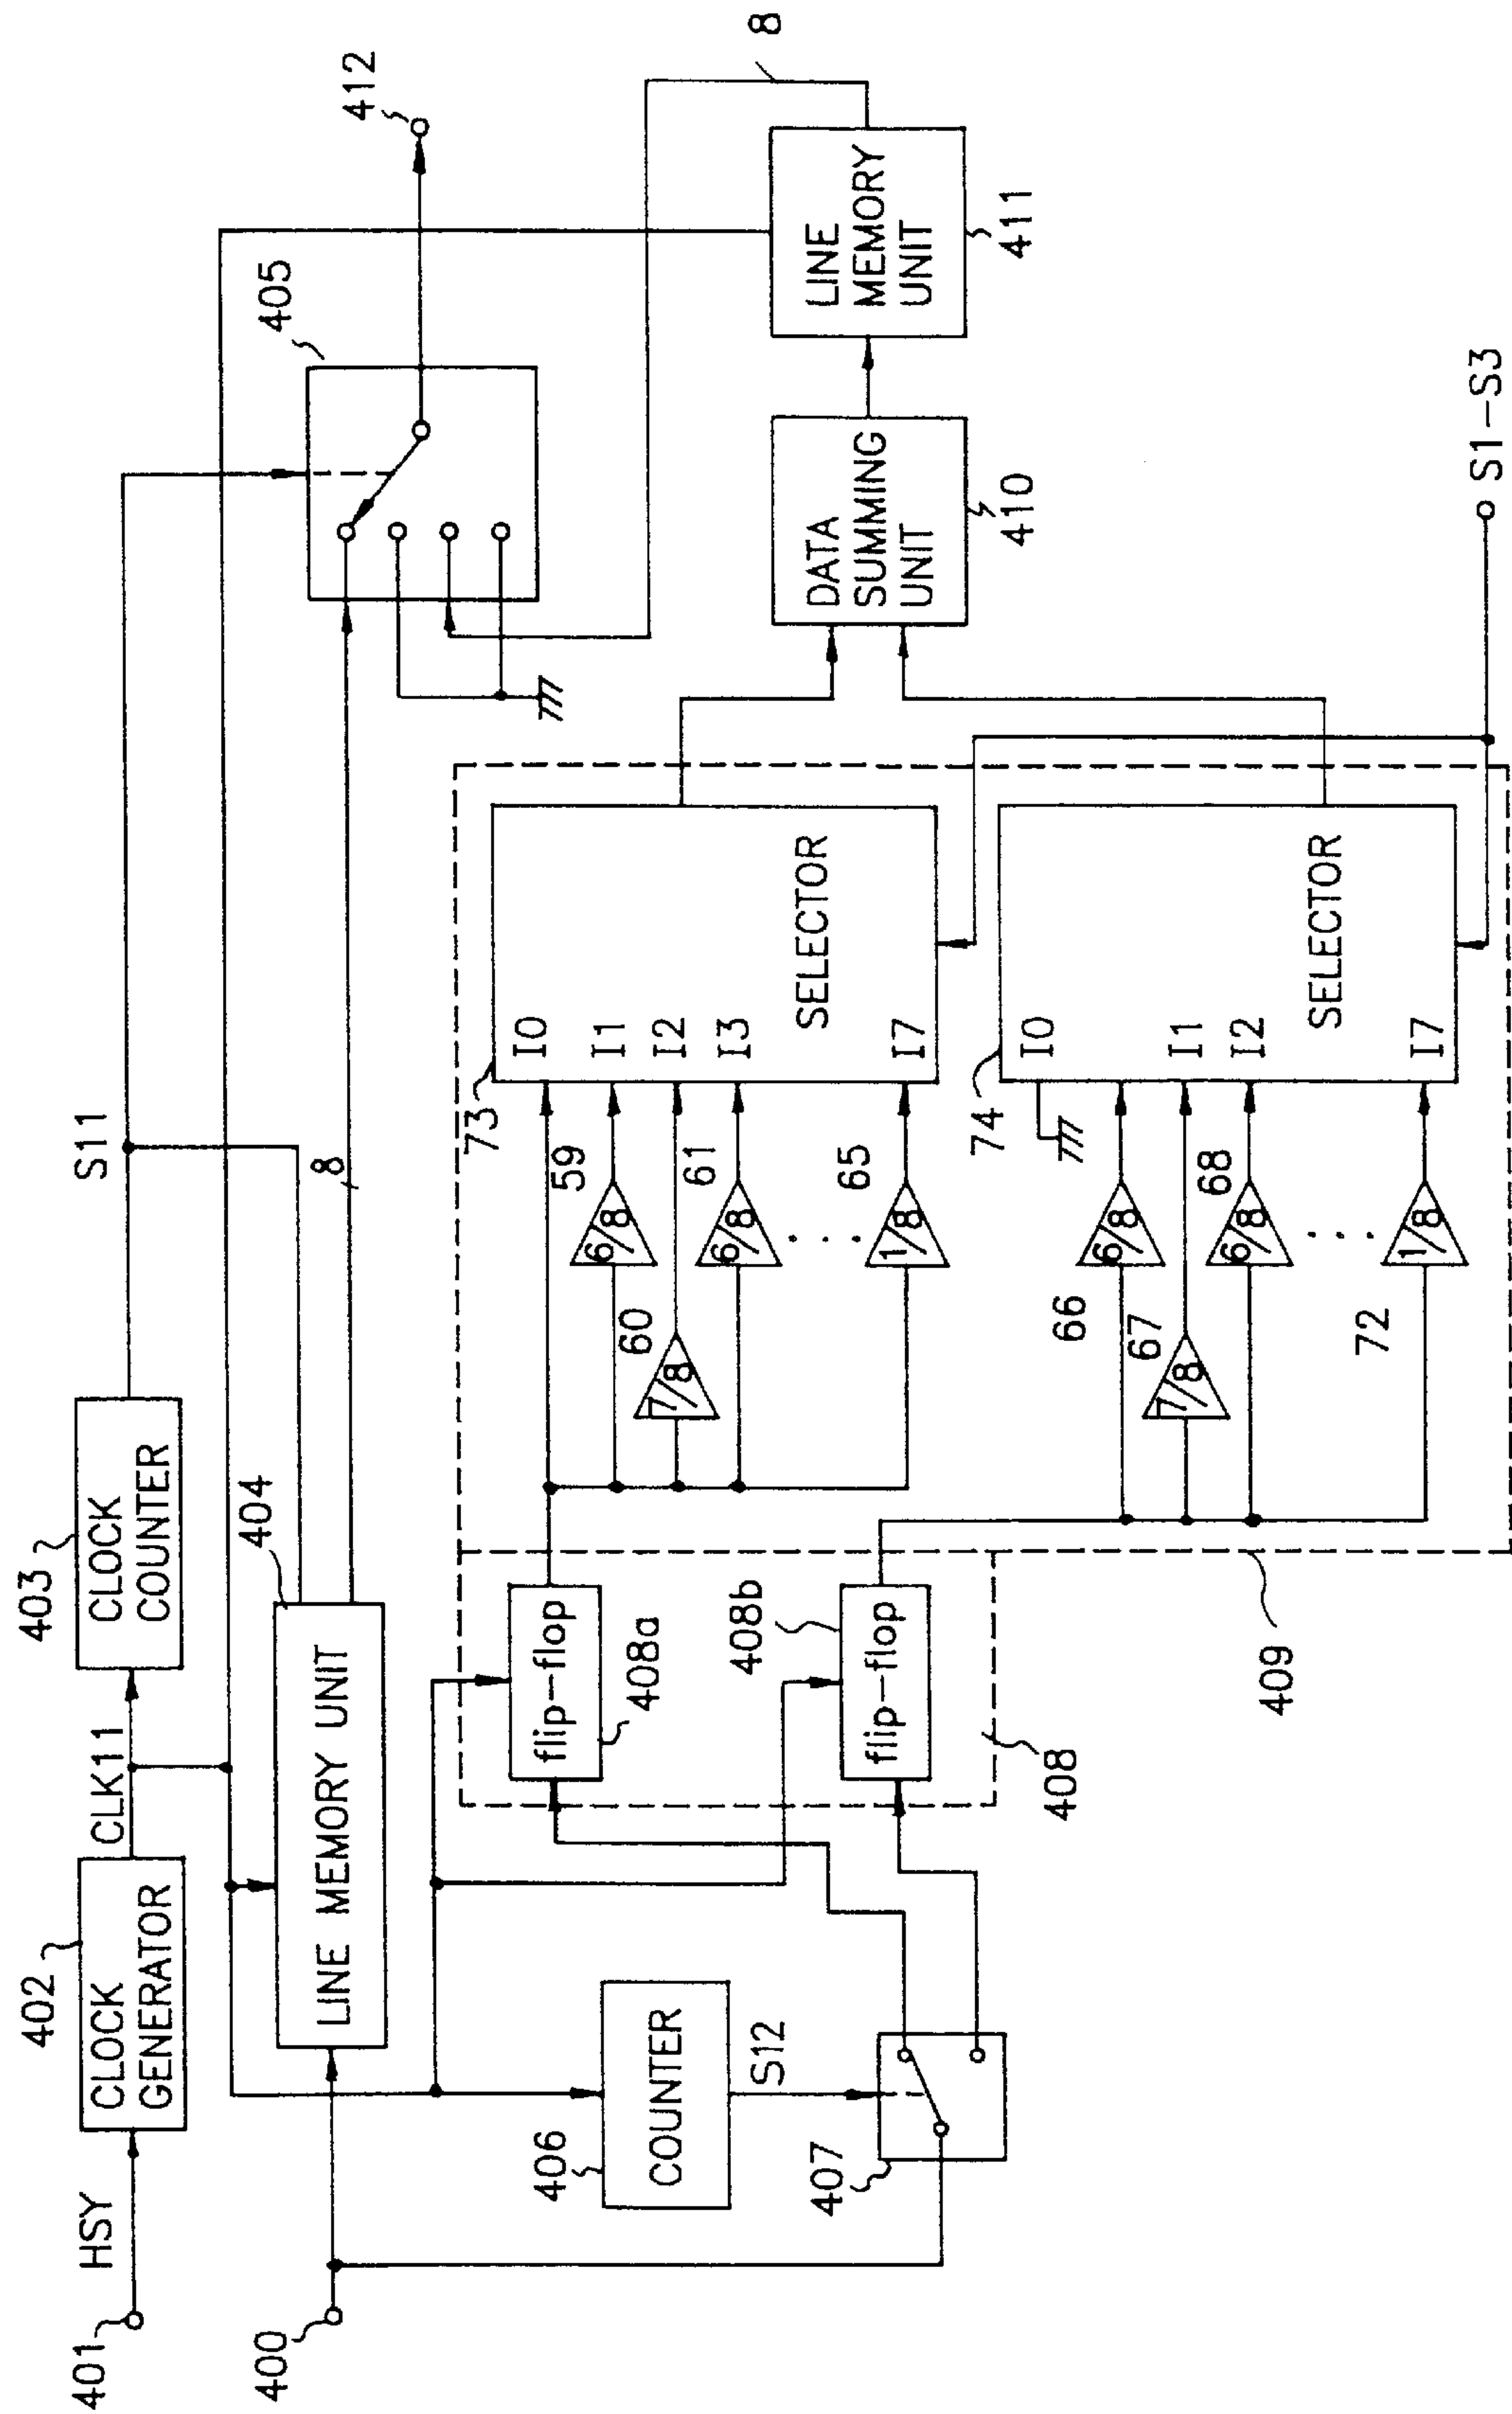 401
HSY
402
CLOCK
GENERATOR
CLK11
403
CLOCK
COUNTER
S11
400
LINE MEMORY UNIT
404
8
405
412
406
COUNTER
S12
407
flip-flop
408a
flip-flop
408b
408
409
6/8
59
7/8
60
6/8
61
1/8
65
. . .
73
I0
I1
I2
I3
I7
SELECTOR
6/8
66
7/8
67
6/8
68
1/8
72
. . .
74
I0
I1
I2
I7
SELECTOR
S1-S3
DATA
SUMMING
UNIT
410
LINE
MEMORY
UNIT
411
8